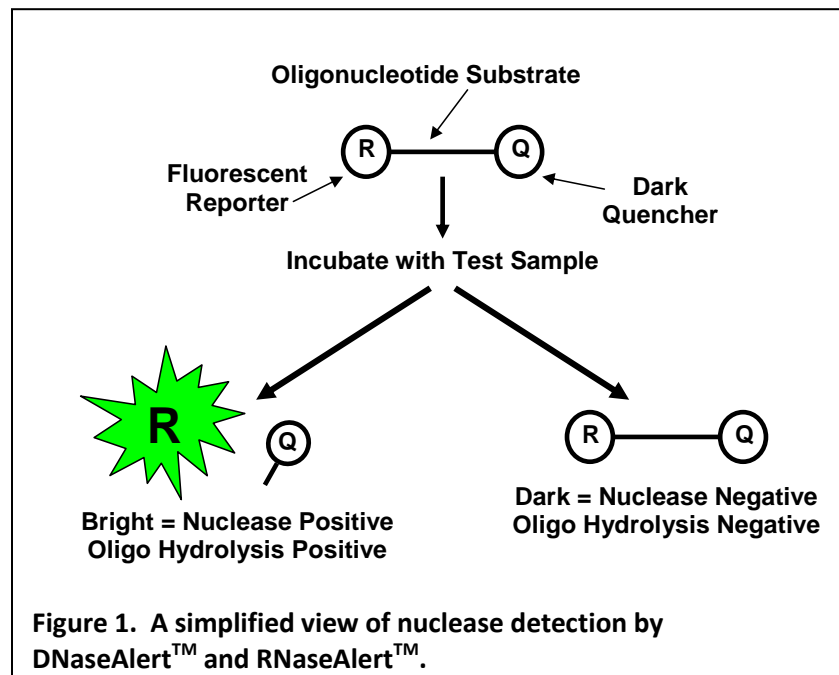 Oligonucleotide Substrate
R
Q
Fluorescent
Reporter
Dark
Quencher
Incubate with Test Sample
R
Q
R
Q
Bright = Nuclease Positive
Oligo Hydrolysis Positive
Dark = Nuclease Negative
Oligo Hydrolysis Negative
Figure 1.  A simplified view of nuclease detection by
DNaseAlert™ and RNaseAlert™.